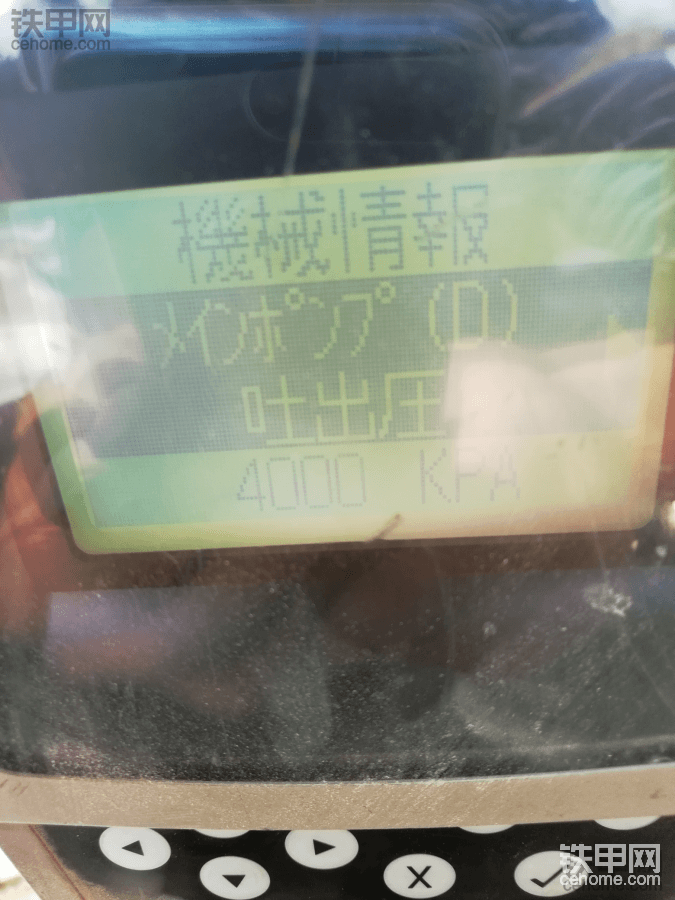 铁甲网
cehome.com
機械情報
ﾒｲﾝﾎﾟﾝﾌﾟ(D)
吐出圧
4000 KPA
铁甲网
cehome.com